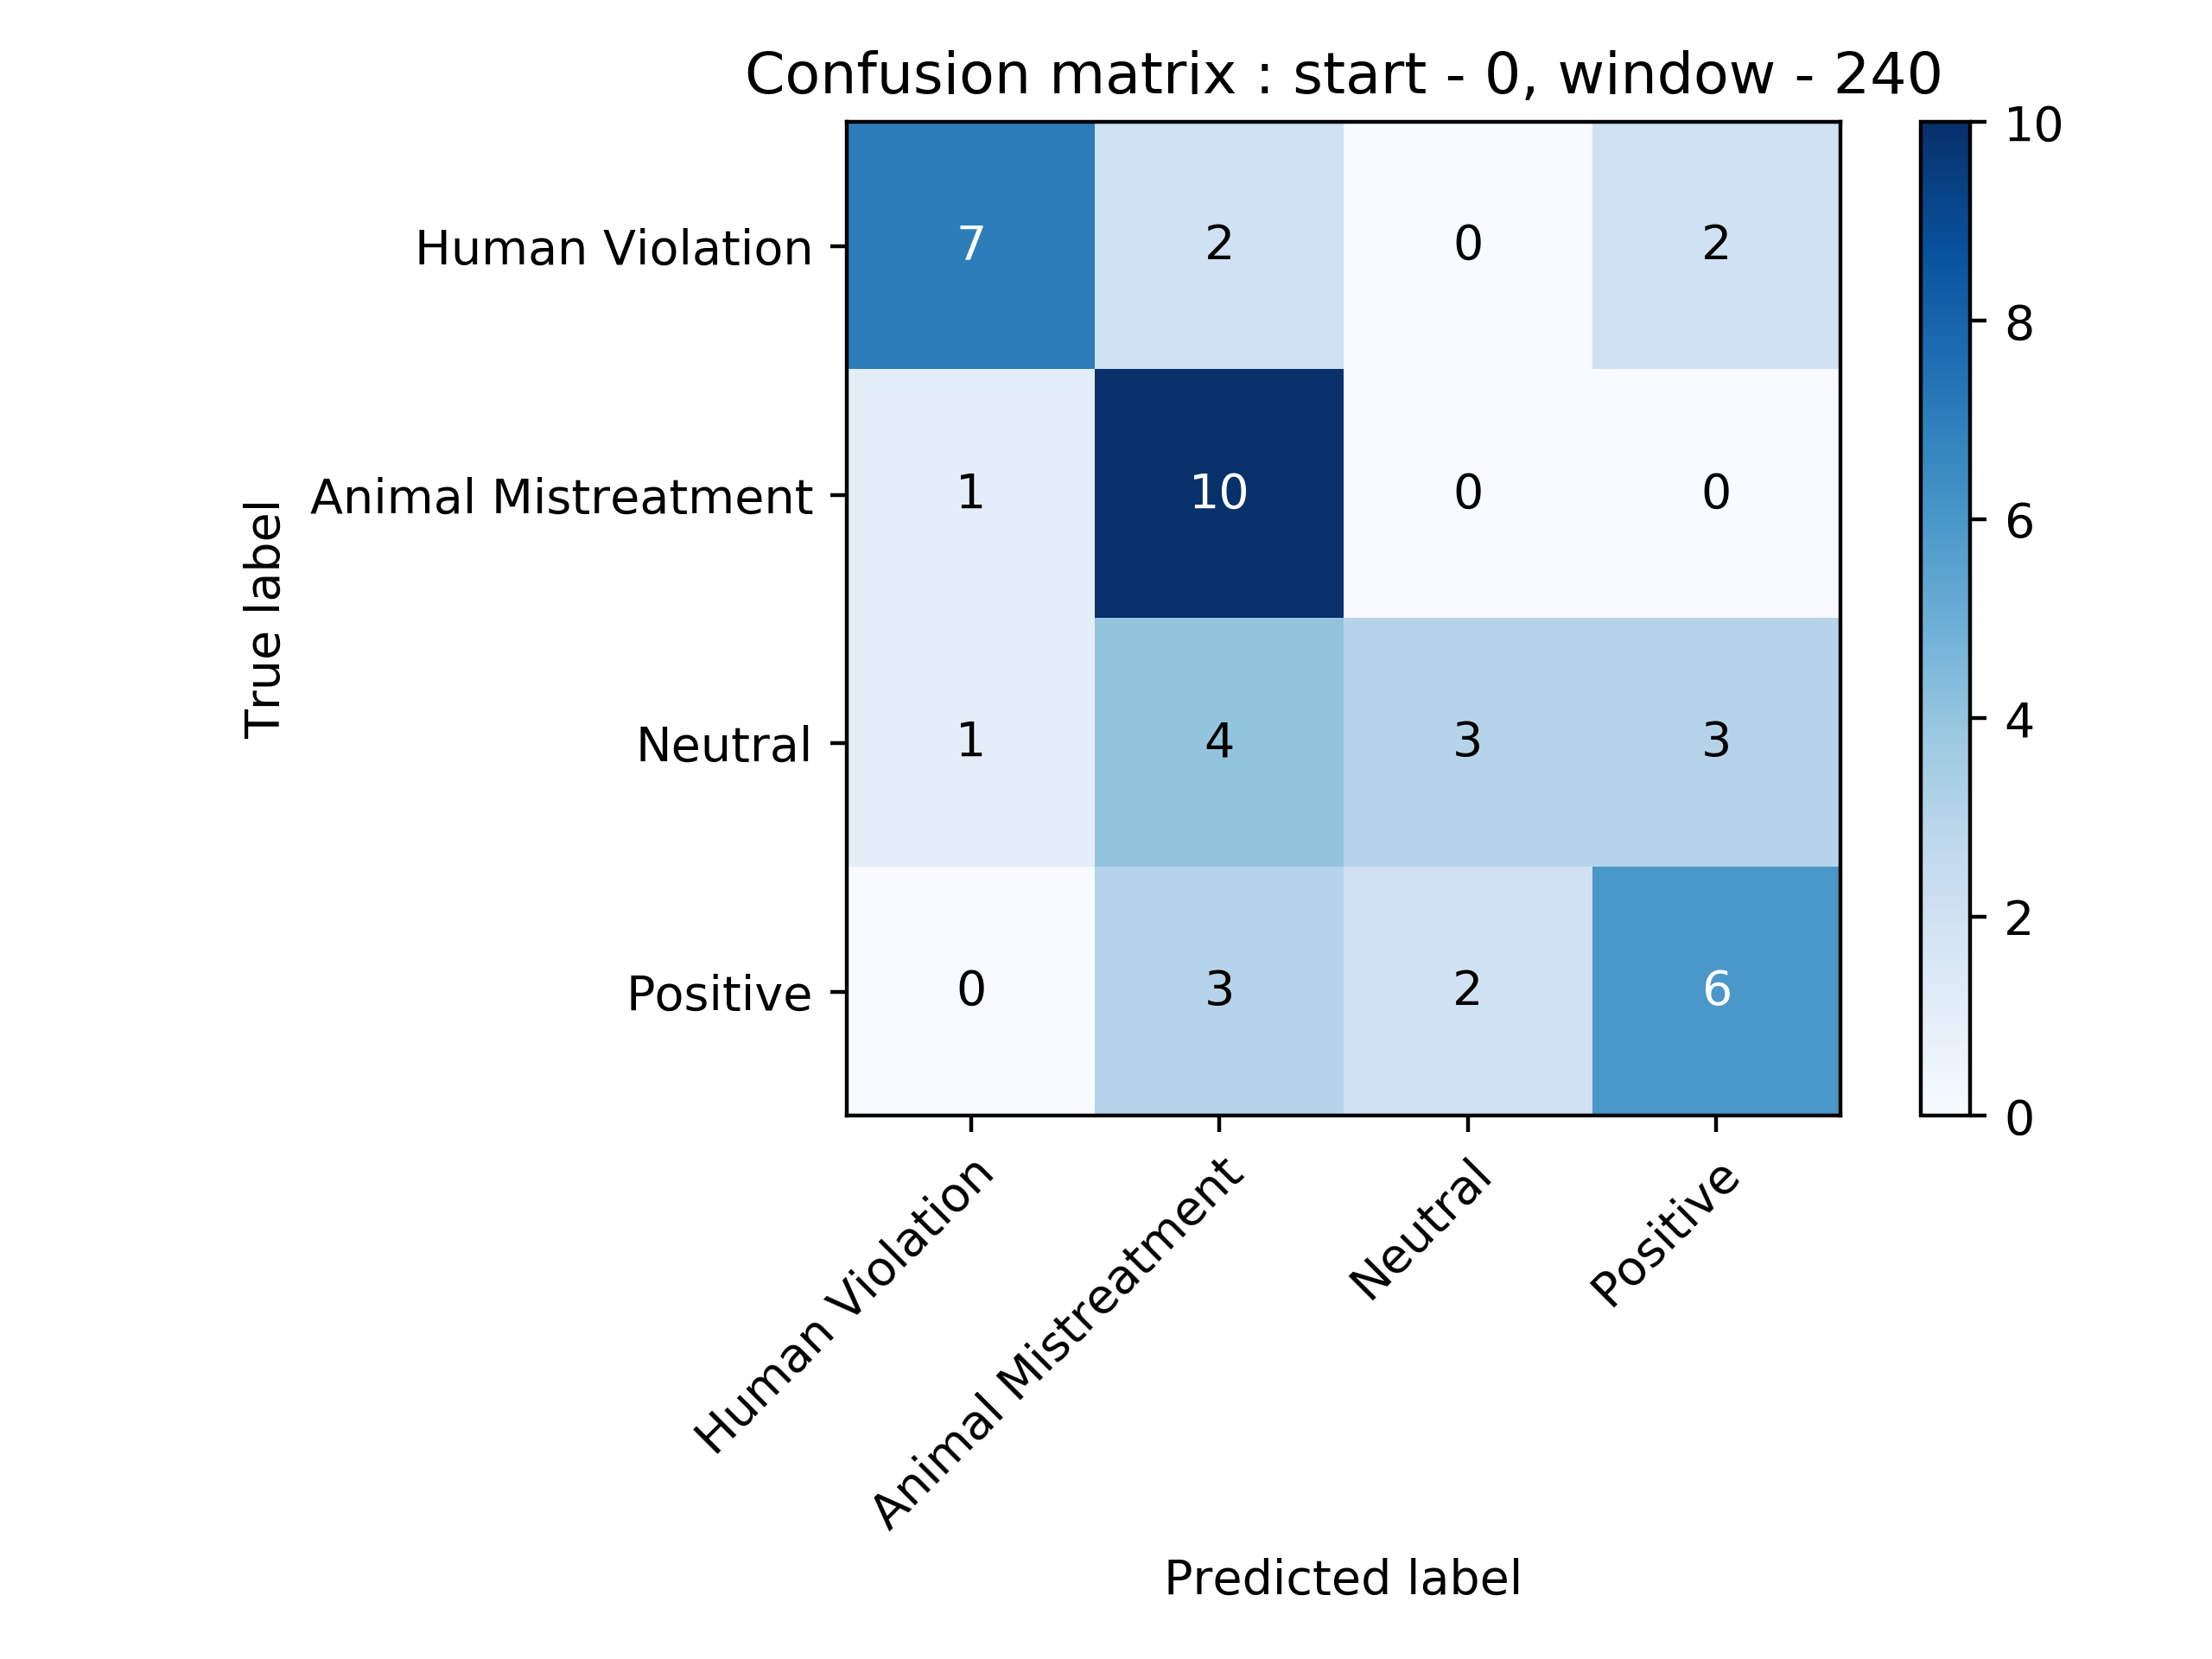 Confusion matrix : start - 0, window - 240
True label
Human Violation 7 2 0 2
Animal Mistreatment 1 10 0 0
Neutral 1 4 3 3
Positive 0 3 2 6
Human Violation
Animal Mistreatment
Neutral
Positive
Predicted label
10
8
6
4
2
0